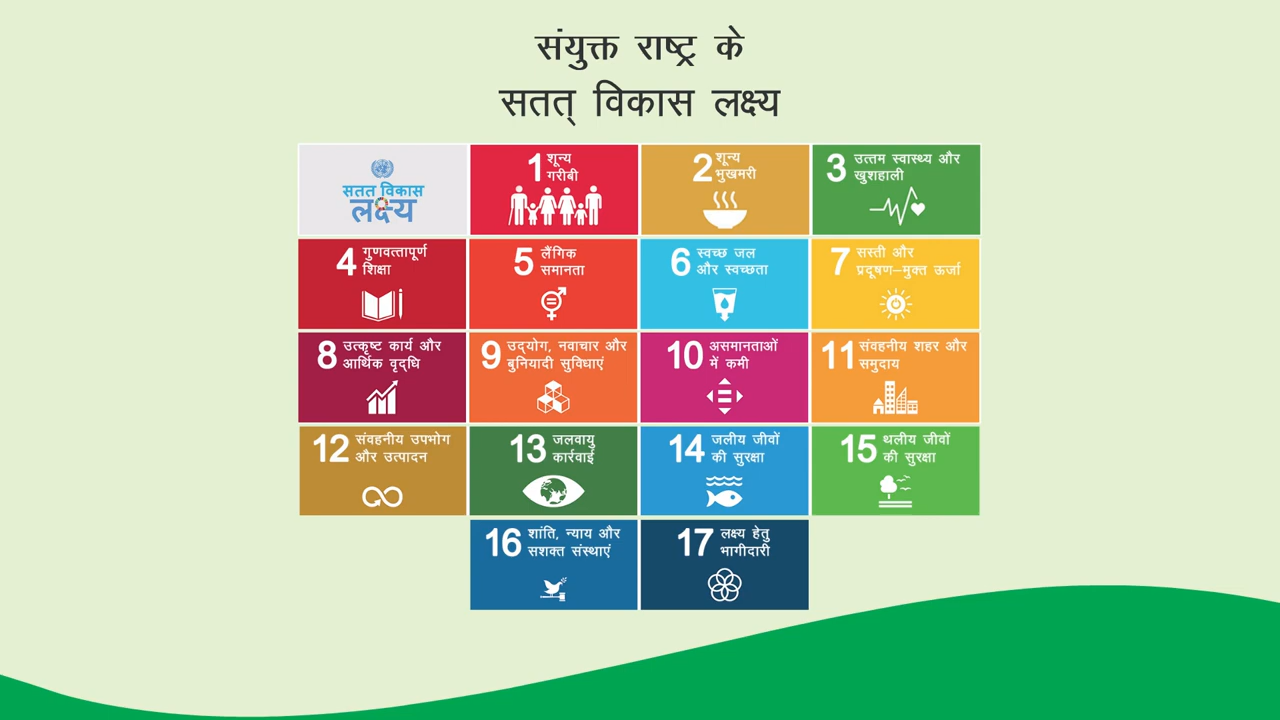 संयुक्त राष्ट्र के
सतत् विकास लक्ष्य
सतत विकास
लक्ष्य
1 शून्य
गरीबी
2 शून्य
भुखमरी
3 उत्तम स्वास्थ्य और
खुशहाली
4 गुणवत्तापूर्ण
शिक्षा
5 लैंगिक
समानता
6 स्वच्छ जल
और स्वच्छता
7 सस्ती और
प्रदूषण–मुक्त ऊर्जा
8 उत्कृष्ट कार्य और
आर्थिक वृद्धि
9 उद्योग, नवाचार और
बुनियादी सुविधाएं
10 असमानताओं
में कमी
11 संवहनीय शहर और
समुदाय
12 संवहनीय उपभोग
और उत्पादन
13 जलवायु
कार्रवाई
14 जलीय जीवों
की सुरक्षा
15 थलीय जीवों
की सुरक्षा
16 शांति, न्याय और
सशक्त संस्थाएं
17 लक्ष्य हेतु
भागीदारी